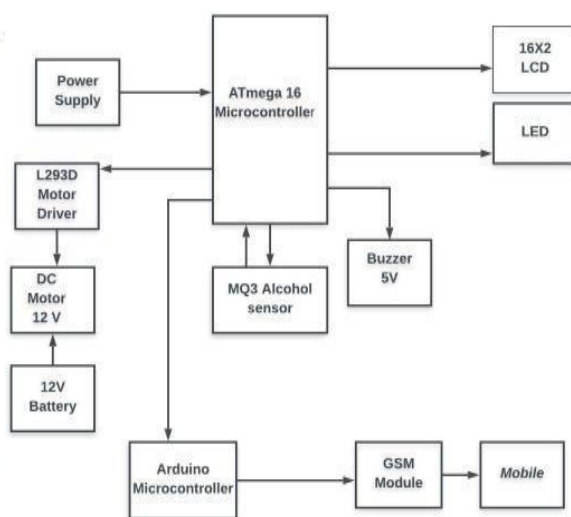 16X2
LCD
Power
Supply
ATmega 16
Microcontroller
LED
L293D
Motor
Driver
Buzzer
5V
DC
Motor
12 V
MQ3 Alcohol
sensor
12V
Battery
Arduino
Microcontroller
GSM
Module
Mobile